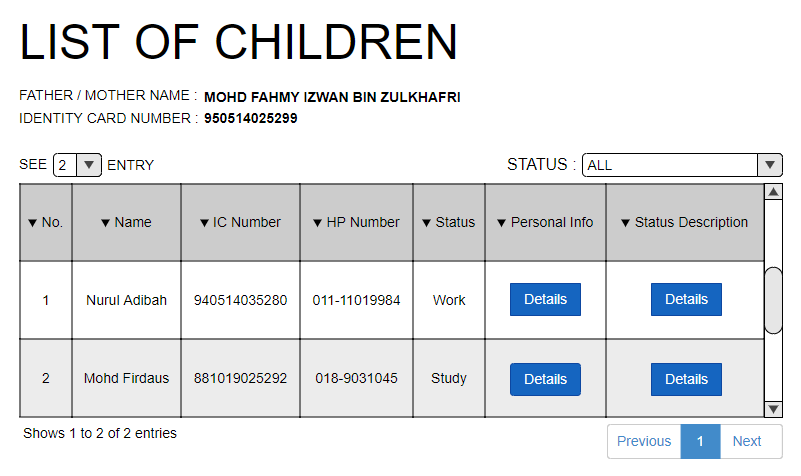 LIST OF CHILDREN
FATHER / MOTHER NAME : MOHD FAHMY IZWAN BIN ZULKHAFRI
IDENTITY CARD NUMBER : 950514025299
SEE 2 ▼ ENTRY STATUS : ALL ▼
▼ No. ▼ Name ▼ IC Number ▼ HP Number ▼ Status ▼ Personal Info ▼ Status Description
1 Nurul Adibah 940514035280 011-11019984 Work Details Details
2 Mohd Firdaus 881019025292 018-9031045 Study Details Details
Shows 1 to 2 of 2 entries
Previous 1 Next